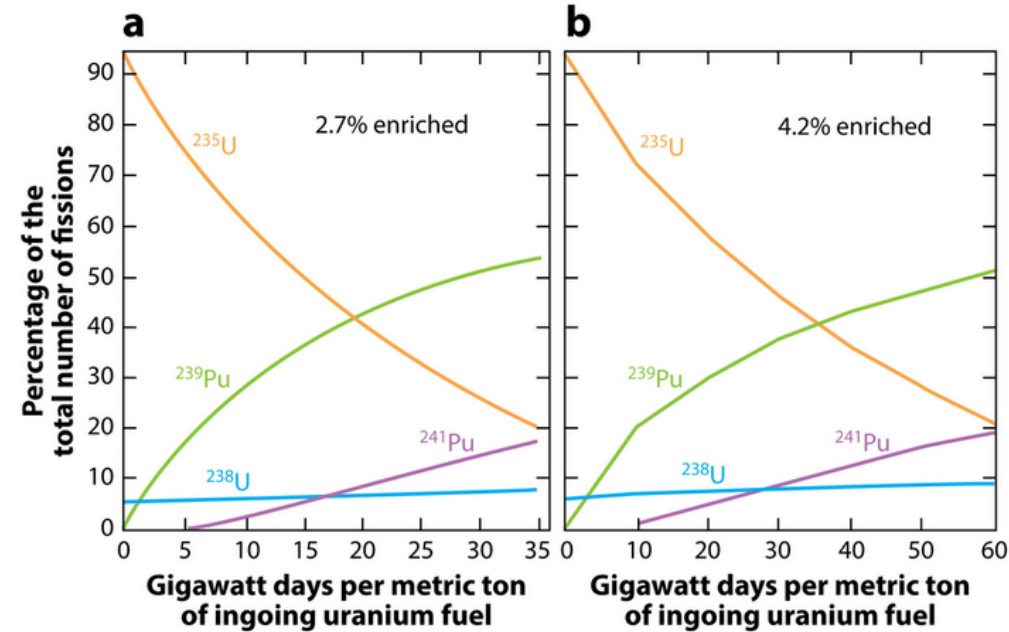 a
Percentage of the
total number of fissions
90
80
70
60
50
40
30
20
10
0
2.7% enriched
²³⁵U
²³⁹Pu
²⁴¹Pu
²³⁸U
0 5 10 15 20 25 30 35
Gigawatt days per metric ton
of ingoing uranium fuel
b
4.2% enriched
²³⁵U
²³⁹Pu
²⁴¹Pu
²³⁸U
0 10 20 30 40 50 60
Gigawatt days per metric ton
of ingoing uranium fuel